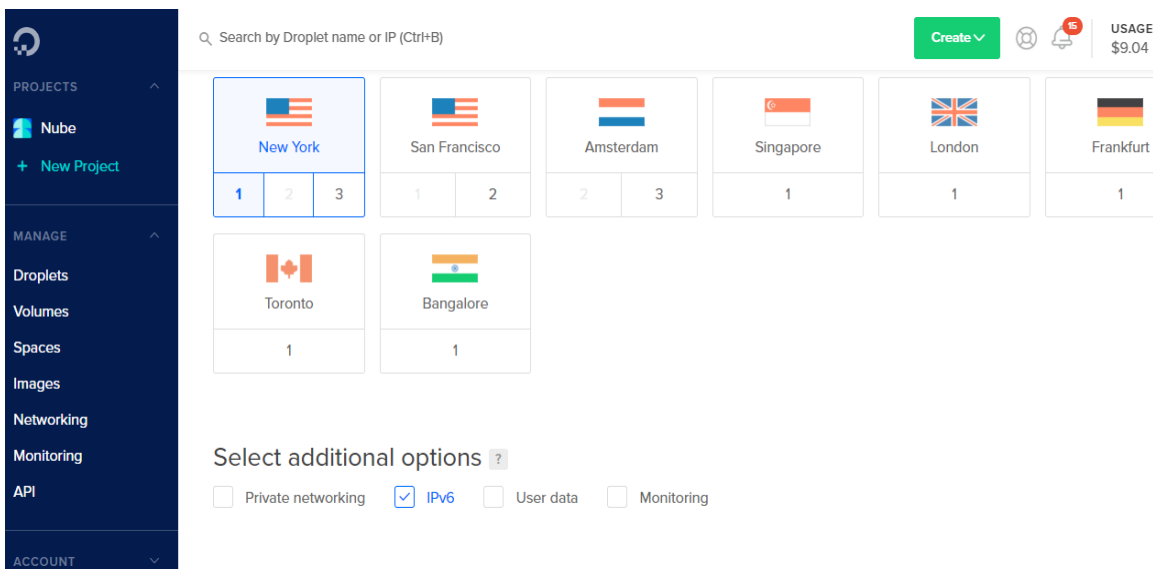 Search by Droplet name or IP (Ctrl+B)
Create
15
USAGE
$9.04
PROJECTS
Nube
+ New Project
MANAGE
Droplets
Volumes
Spaces
Images
Networking
Monitoring
API
ACCOUNT
New York
1 2 3
San Francisco
1 2
Amsterdam
2 3
Singapore
1
London
1
Frankfurt
1
Toronto
1
Bangalore
1
Select additional options ?
Private networking IPv6 User data Monitoring